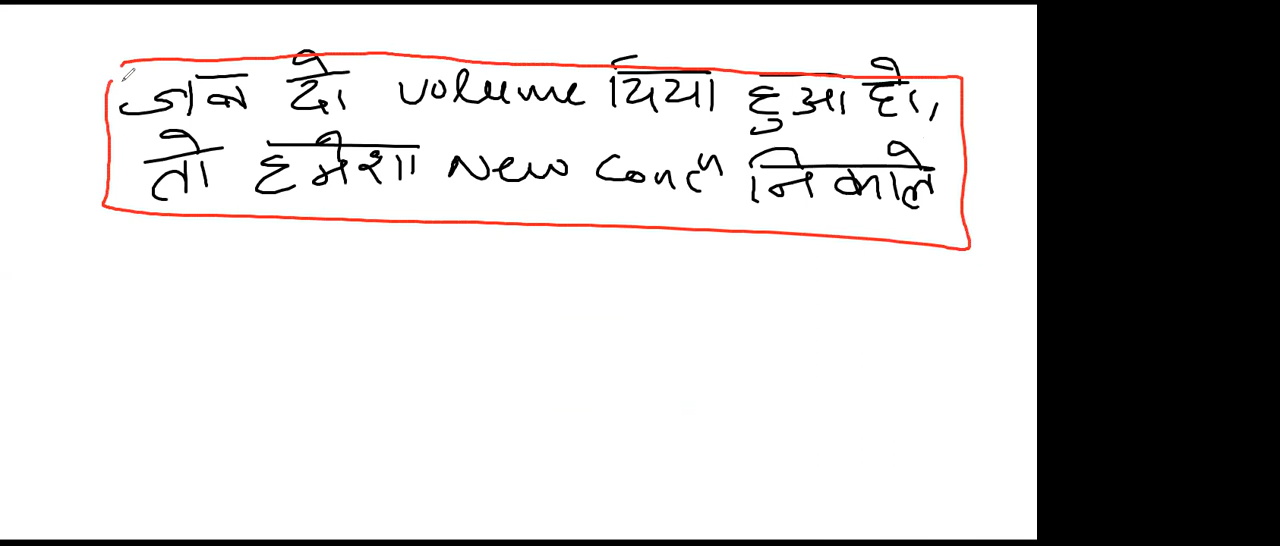 जब दो volume दिया हुआ हो,
तो हमेशा New concⁿ निकाले